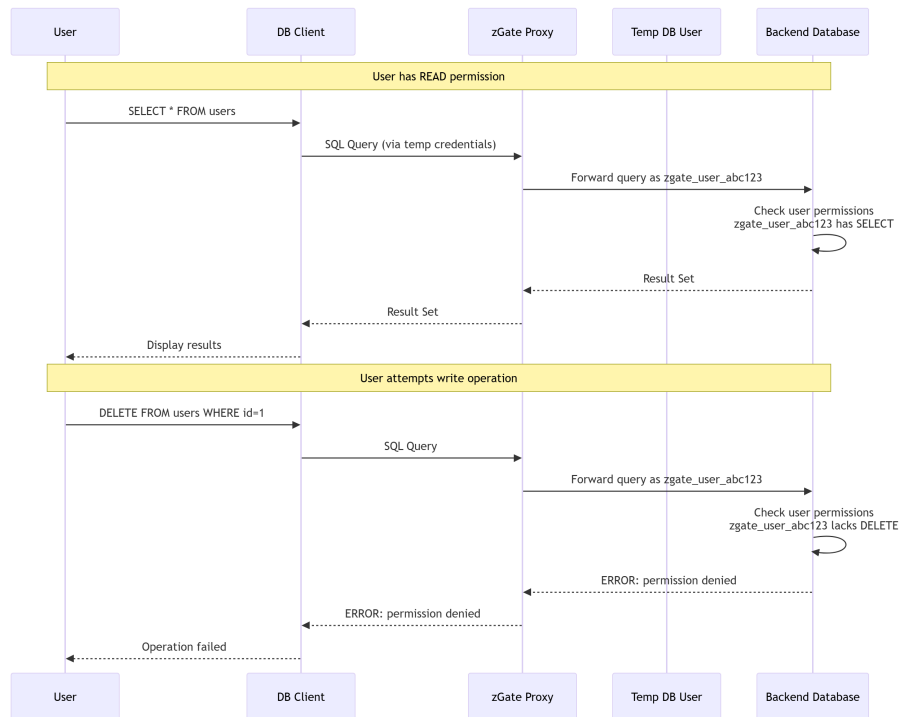 User
DB Client
zGate Proxy
Temp DB User
Backend Database
User has READ permission
SELECT * FROM users
SQL Query (via temp credentials)
Forward query as zgate_user_abc123
Check user permissions
zgate_user_abc123 has SELECT
Result Set
Result Set
Display results
User attempts write operation
DELETE FROM users WHERE id=1
SQL Query
Forward query as zgate_user_abc123
Check user permissions
zgate_user_abc123 lacks DELETE
ERROR: permission denied
ERROR: permission denied
Operation failed
User
DB Client
zGate Proxy
Temp DB User
Backend Database